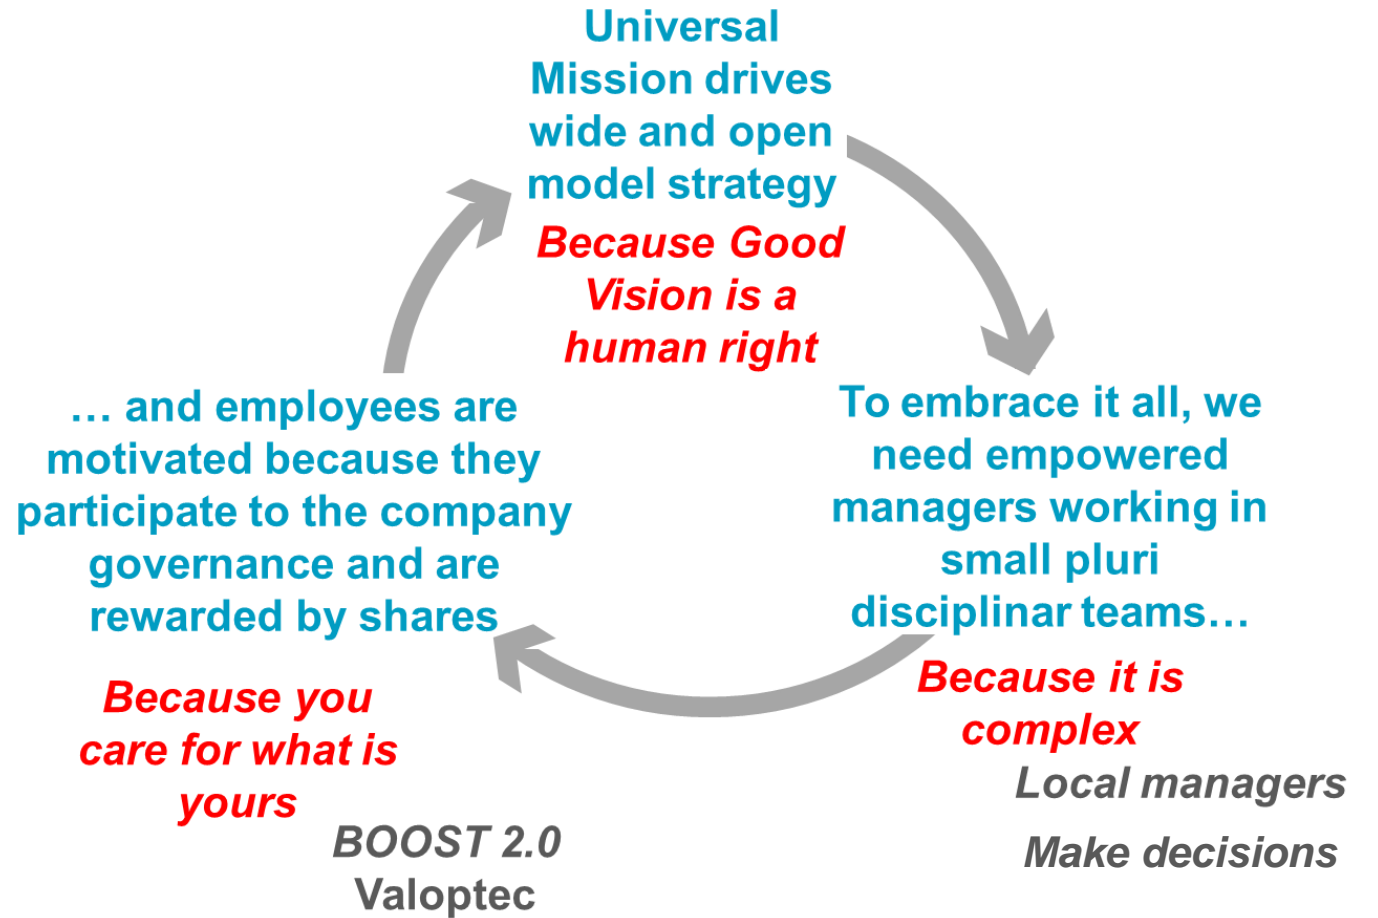 Universal
Mission drives
wide and open
model strategy
Because Good
Vision is a
human right
To embrace it all, we
need empowered
managers working in
small pluri
disciplinar teams…
Because it is
complex
Local managers
Make decisions
… and employees are
motivated because they
participate to the company
governance and are
rewarded by shares
Because you
care for what is
yours
BOOST 2.0
Valoptec